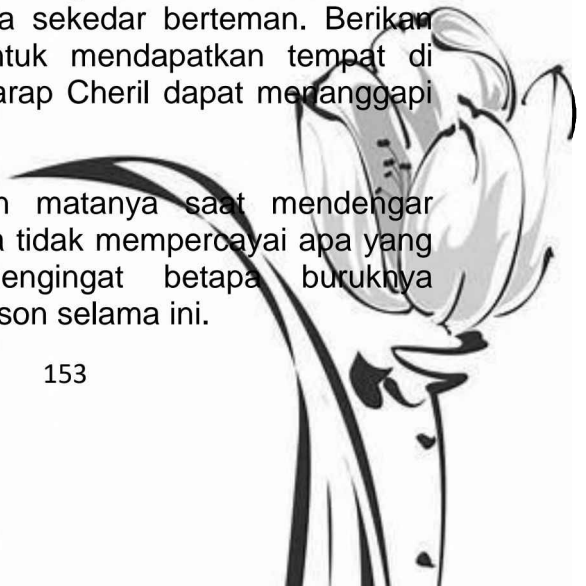 a sekedar berteman. Berikan
tuk mendapatkan tempat di
arap Cheril dapat menanggapi
n matanya saat mendengar
a tidak mempercayai apa yang
engingat betapa buruknya
son selama ini.
153